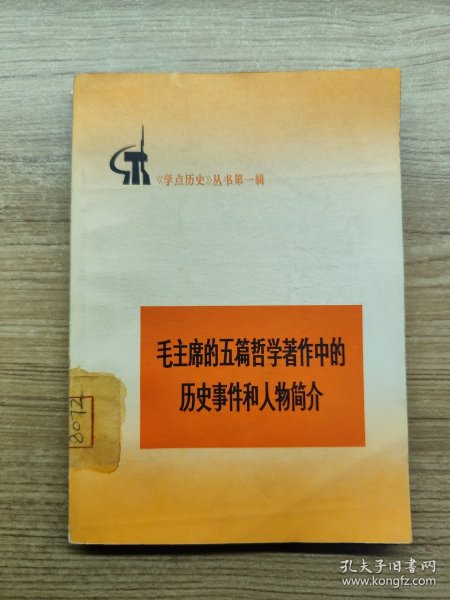 《学点历史》丛书第一辑
毛主席的五篇哲学著作中的
历史事件和人物简介
8072
孔夫子旧书网
www.kongfz.com